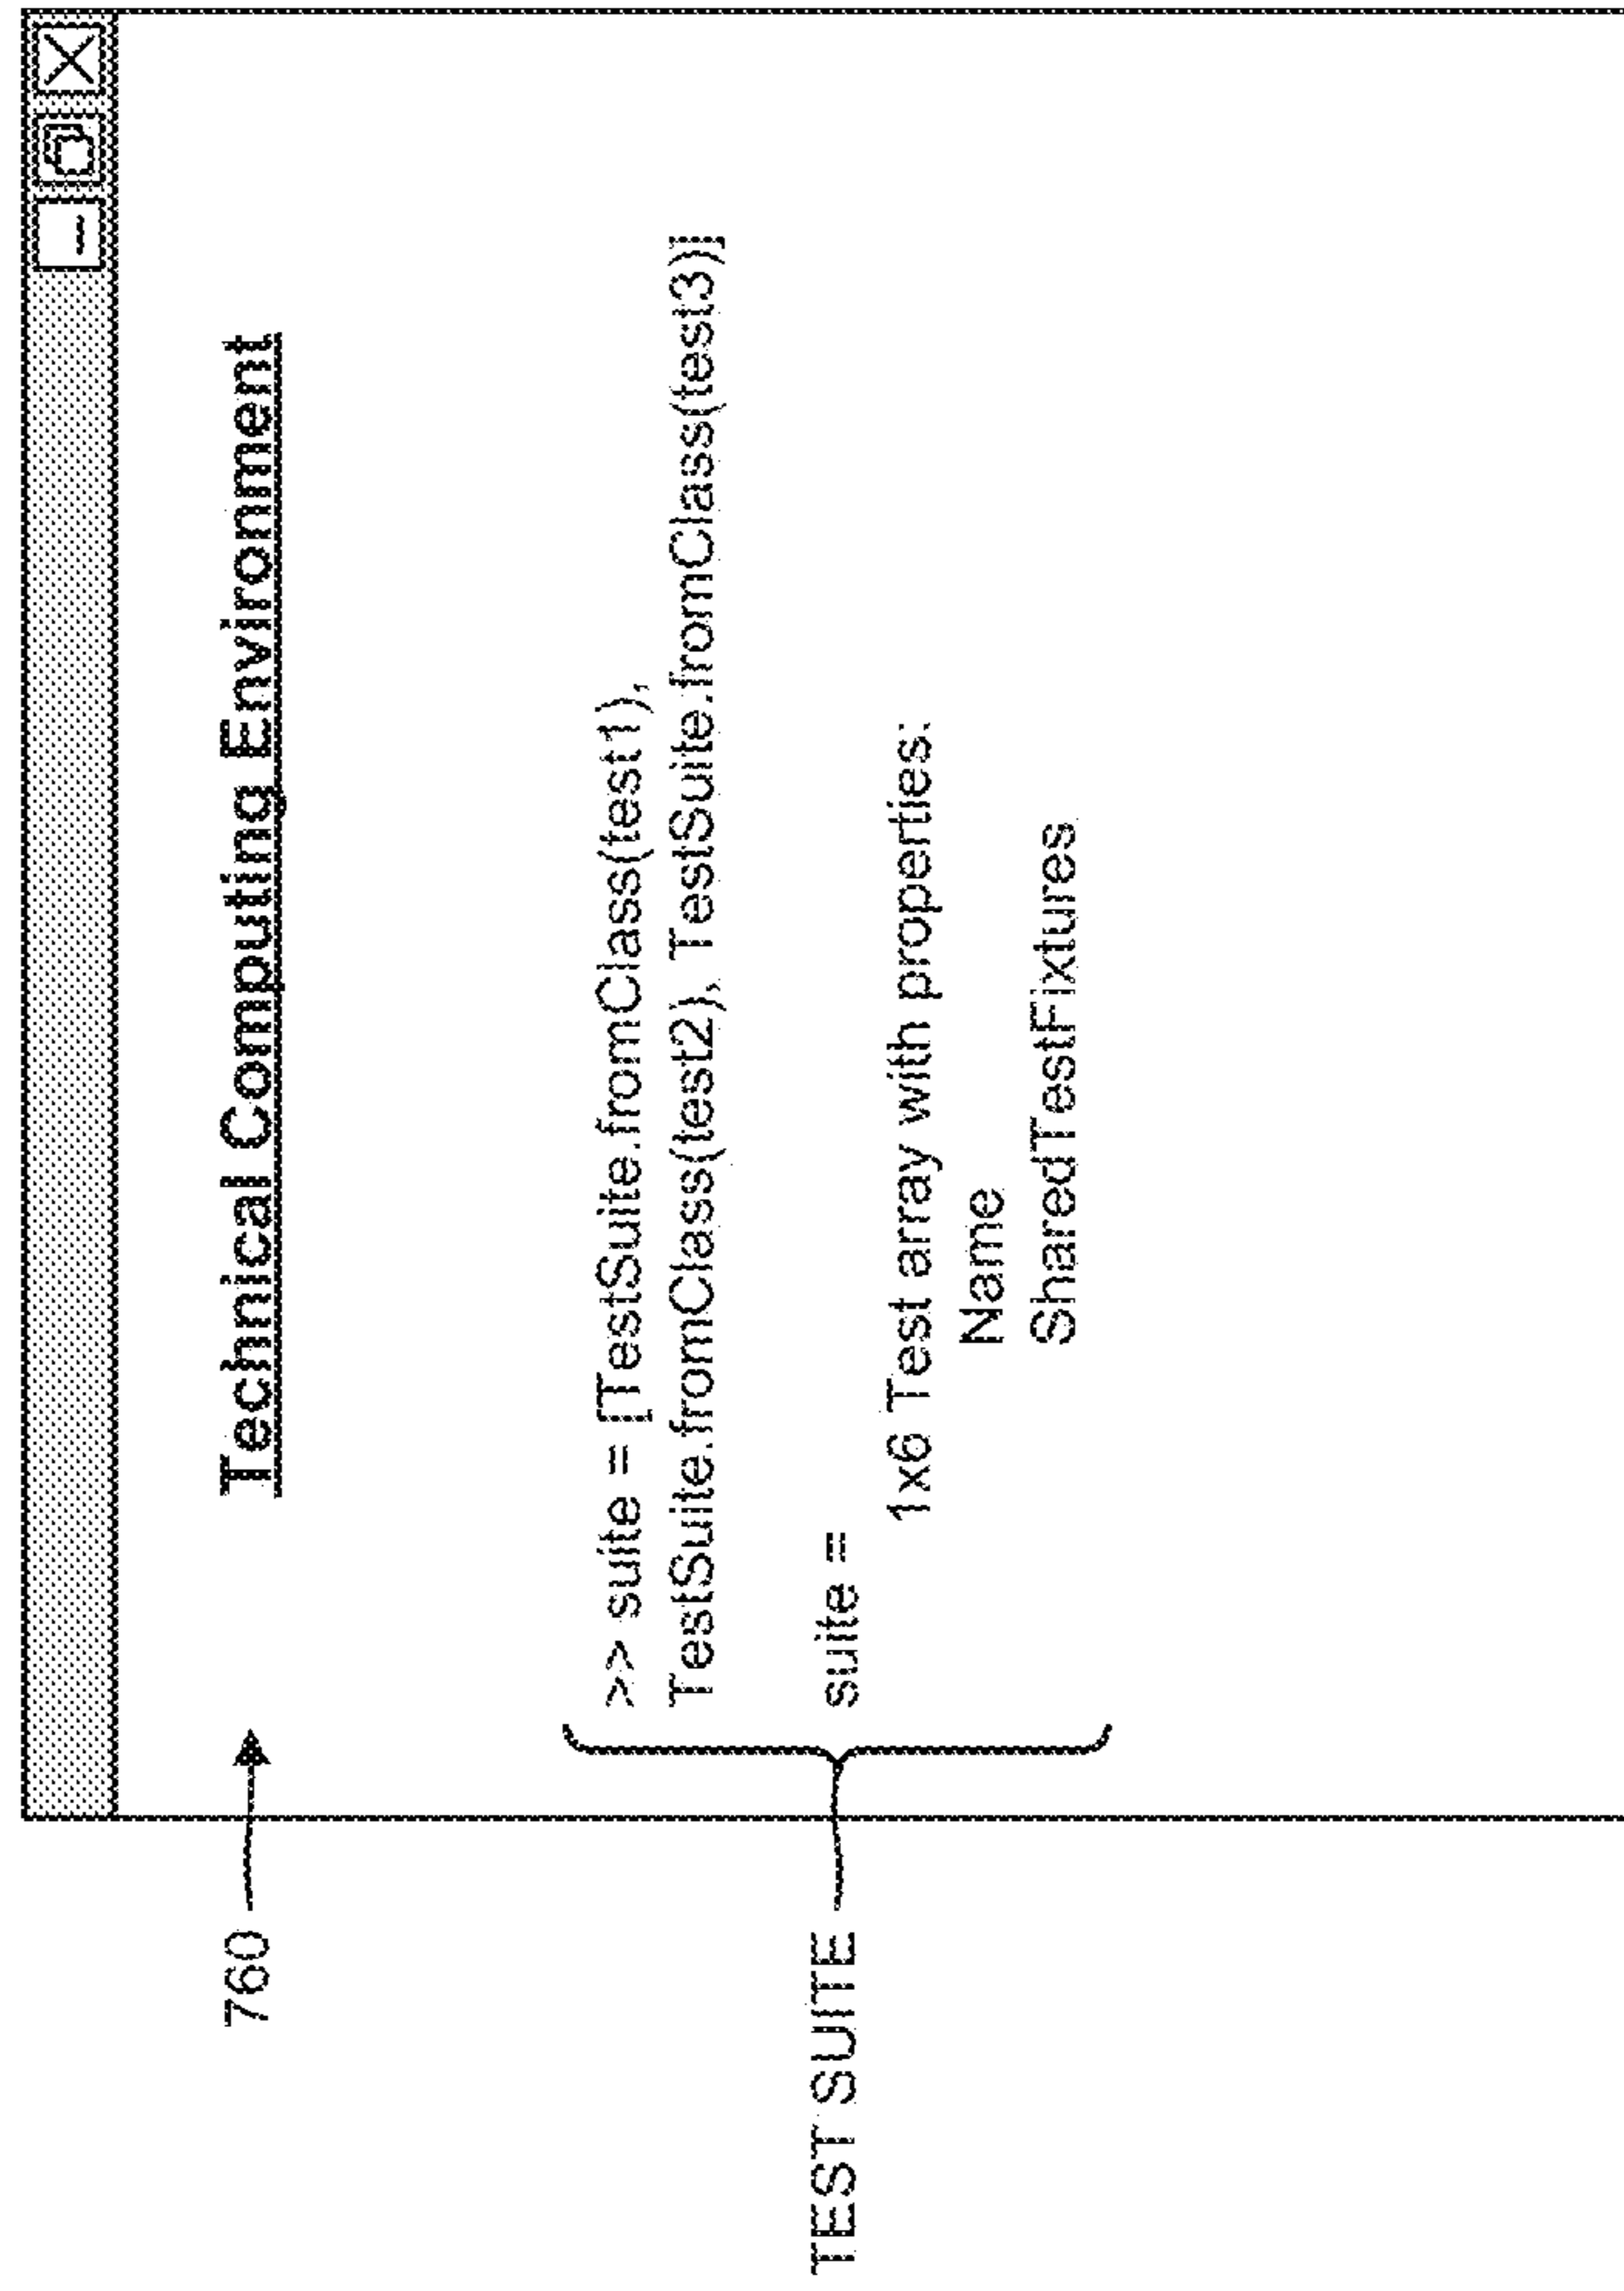 Technical Computing Environment
760
>> suite = [TestSuite.fromClass(test1),
TestSuite.fromClass(test2), TestSuite.fromClass(test3)]
TEST SUITE
suite =
1x6 Test array with properties:
Name
SharedTestFixtures